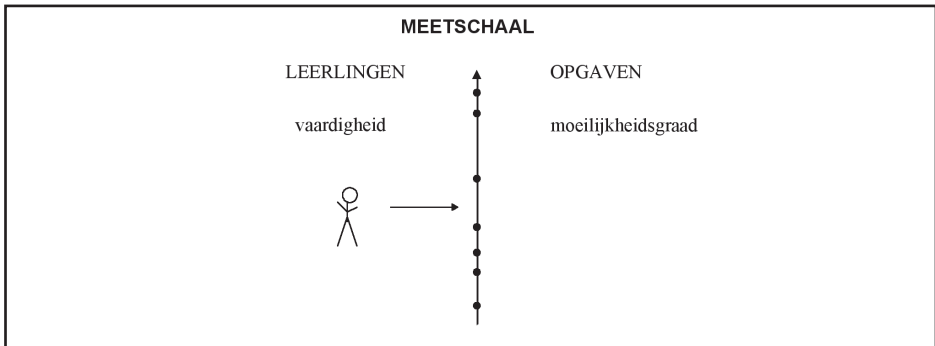 MEETSCHAAL
LEERLINGEN OPGAVEN
vaardigheid moeilijkheidsgraad